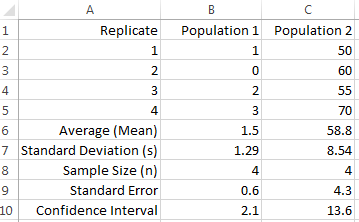 A B C
1 Replicate Population 1 Population 2
2 1 1 50
3 2 0 60
4 3 2 55
5 4 3 70
6 Average (Mean) 1.5 58.8
7 Standard Deviation (s) 1.29 8.54
8 Sample Size (n) 4 4
9 Standard Error 0.6 4.3
10 Confidence Interval 2.1 13.6